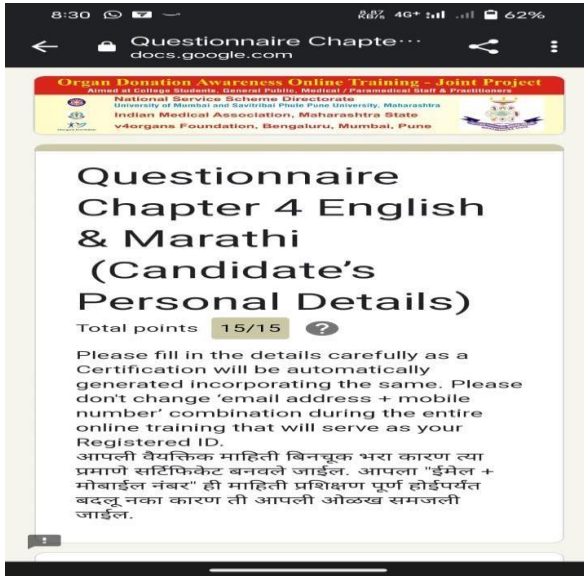 8:30 8.87 KB/s 4G+ 62%
Questionnaire Chapte...
docs.google.com
Organ Donation Awareness Online Training - Joint Project
Aimed at College Students, General Public, Medical / Paramedical Staff & Practitioners
National Service Scheme Directorate
University of Mumbai and Savitribai Phule Pune University, Maharashtra
Indian Medical Association, Maharashtra State
v4organs Foundation, Bengaluru, Mumbai, Pune
Questionnaire
Chapter 4 English
& Marathi
(Candidate's
Personal Details)
Total points 15/15 ?
Please fill in the details carefully as a
Certification will be automatically
generated incorporating the same. Please
don't change 'email address + mobile
number' combination during the entire
online training that will serve as your
Registered ID.
आपली वैयक्तिक माहिती बिनचूक भरा कारण त्या
प्रमाणे सर्टिफिकेट बनवले जाईल. आपला "ईमेल +
मोबाईल नंबर" ही माहिती प्रशिक्षण पूर्ण होईपर्यंत
बदलू नका कारण ती आपली ओळख समजली
जाईल.